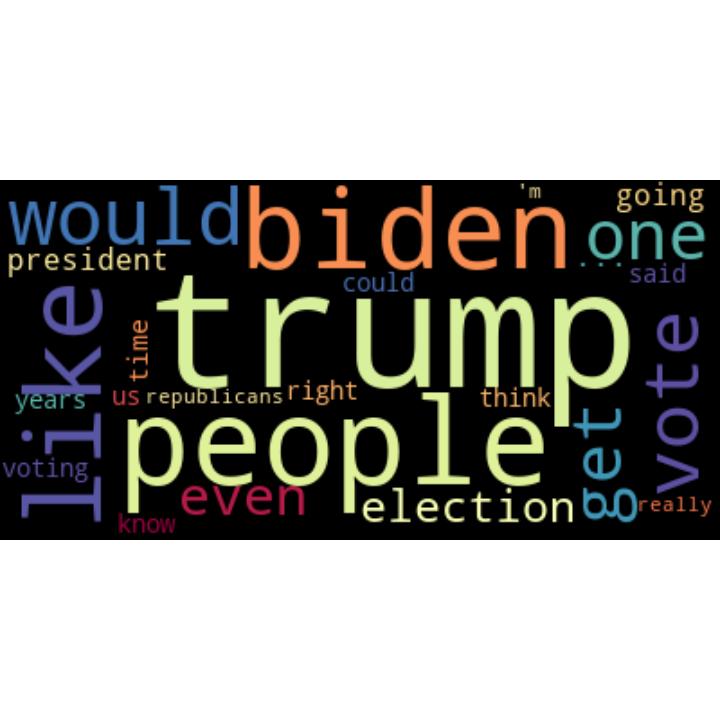 would
biden
'm
going
one
president
...
said
could
trump
like
time
vote
years
us
republicans
right
think
people
get
voting
even
election
really
know